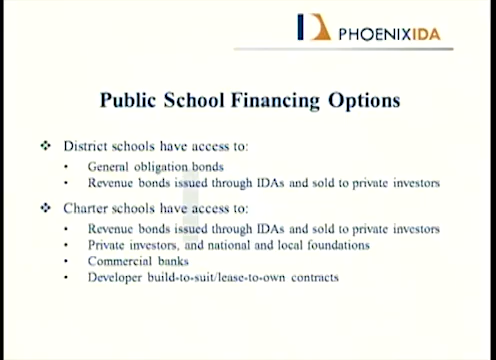 PHOENIXIDA
Public School Financing Options
❖ District schools have access to:
• General obligation bonds
• Revenue bonds issued through IDAs and sold to private investors
❖ Charter schools have access to:
• Revenue bonds issued through IDAs and sold to private investors
• Private investors, and national and local foundations
• Commercial banks
• Developer build-to-suit/lease-to-own contracts